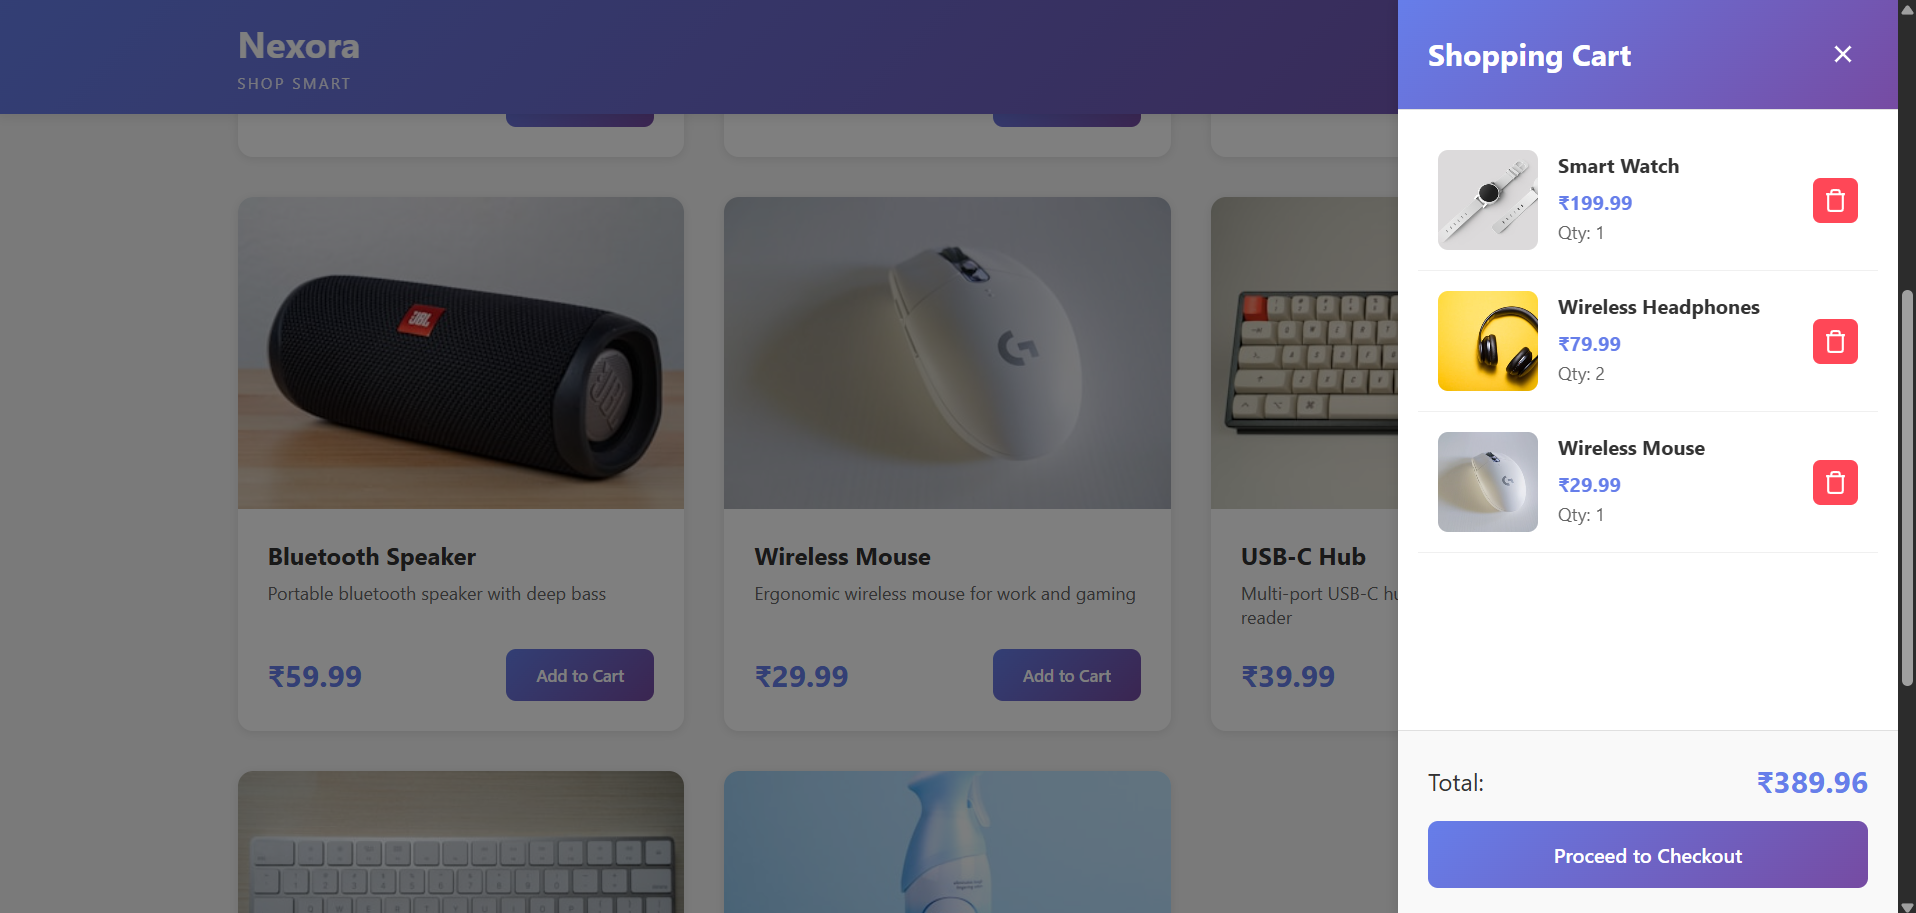 Nexora
SHOP SMART
JBL
Bluetooth Speaker
Portable bluetooth speaker with deep bass
₹59.99
Add to Cart
Wireless Mouse
Ergonomic wireless mouse for work and gaming
₹29.99
Add to Cart
USB-C Hub
Multi-port USB-C
reader
₹39.99
Shopping Cart
Smart Watch
₹199.99
Qty: 1
Wireless Headphones
₹79.99
Qty: 2
Wireless Mouse
₹29.99
Qty: 1
Total:
₹389.96
Proceed to Checkout